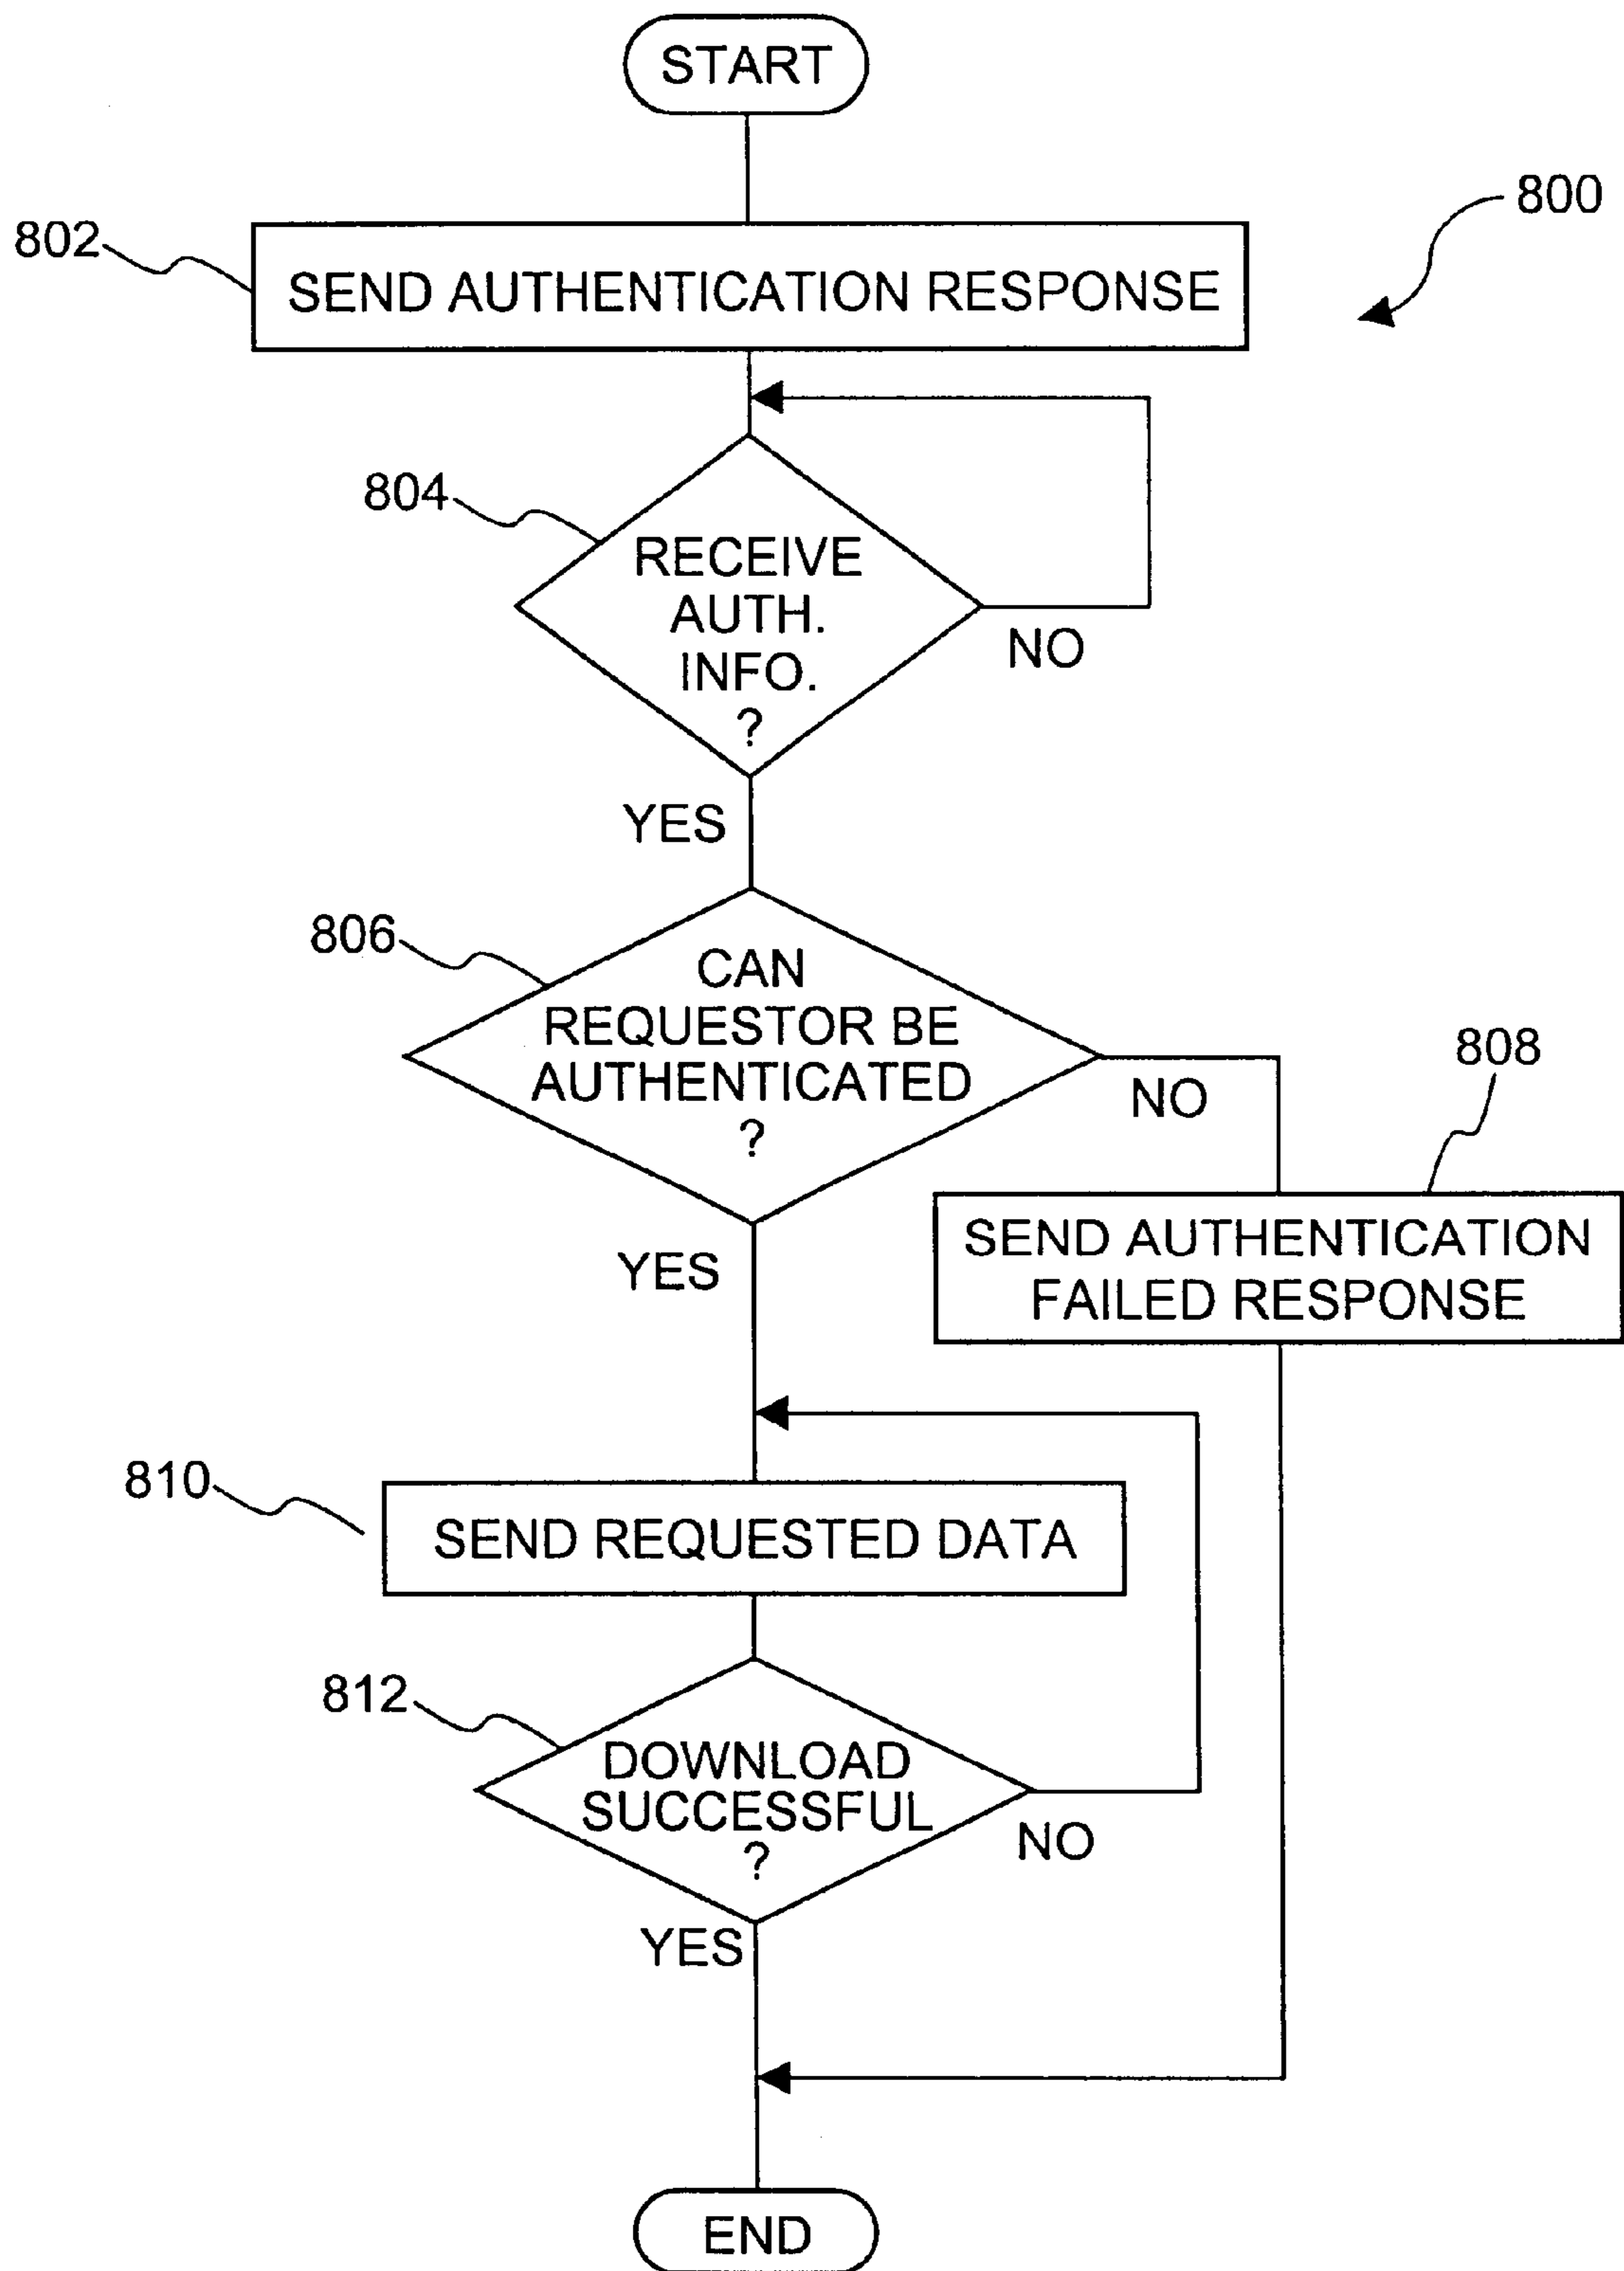 START
800
802
SEND AUTHENTICATION RESPONSE
804
RECEIVE
AUTH.
INFO.
?
NO
YES
806
CAN
REQUESTOR BE
AUTHENTICATED
?
NO
808
SEND AUTHENTICATION
FAILED RESPONSE
YES
810
SEND REQUESTED DATA
812
DOWNLOAD
SUCCESSFUL
?
NO
YES
END